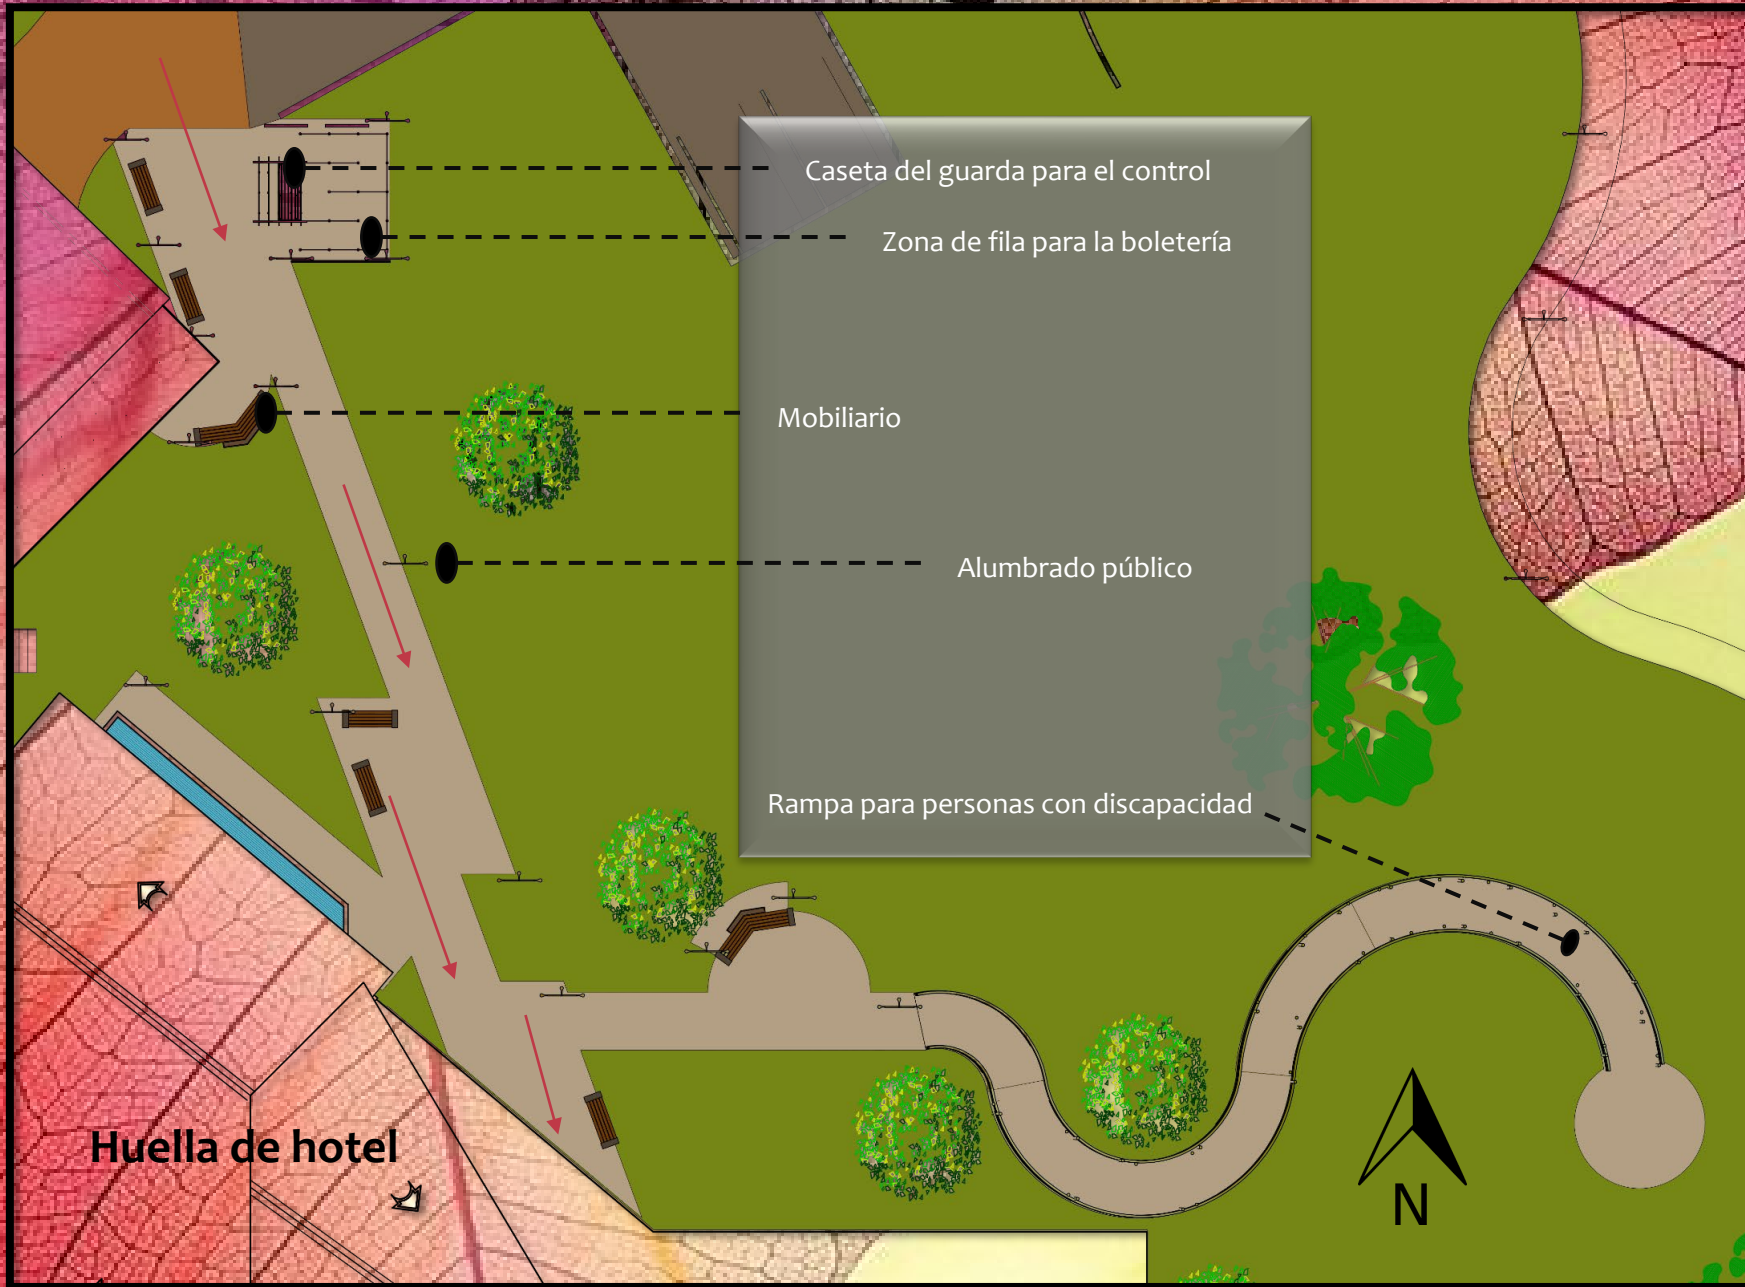 Caseta del guarda para el control
Zona de fila para la boletería
Mobiliario
Alumbrado público
Rampa para personas con discapacidad
Huella de hotel
N